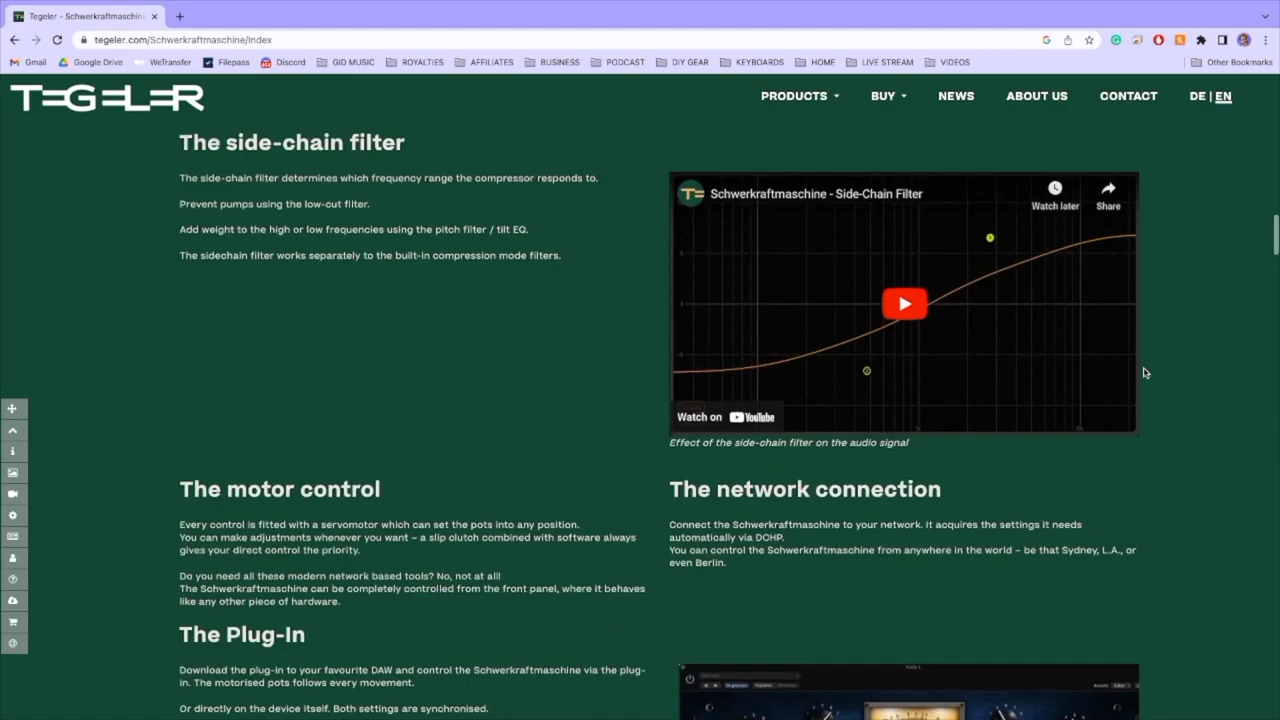 Tegeler - Schwerkraftmaschine
tegeler.com/Schwerkraftmaschine/Index
Gmail
Google Drive
WeTransfer
Filepass
Discord
GID MUSIC
ROYALTIES
AFFILIATES
BUSINESS
PODCAST
DIY GEAR
KEYBOARDS
HOME
LIVE STREAM
VIDEOS
Other Bookmarks
TEGELER
PRODUCTS
BUY
NEWS
ABOUT US
CONTACT
DE | EN
The side-chain filter
The side-chain filter determines which frequency range the compressor responds to.
Prevent pumps using the low-cut filter.
Add weight to the high or low frequencies using the pitch filter / tilt EQ.
The sidechain filter works separately to the built-in compression mode filters.
Schwerkraftmaschine - Side-Chain Filter
Watch later
Share
Watch on YouTube
Effect of the side-chain filter on the audio signal
The motor control
Every control is fitted with a servomotor which can set the pots into any position.
You can make adjustments whenever you want – a slip clutch combined with software always
gives your direct control the priority.
Do you need all these modern network based tools? No, not at all!
The Schwerkraftmaschine can be completely controlled from the front panel, where it behaves
like any other piece of hardware.
The network connection
Connect the Schwerkraftmaschine to your network. It acquires the settings it needs
automatically via DCHP.
You can control the Schwerkraftmaschine from anywhere in the world – be that Sydney, L.A., or
even Berlin.
The Plug-In
Download the plug-in to your favourite DAW and control the Schwerkraftmaschine via the plug-
in. The motorised pots follows every movement.
Or directly on the device itself. Both settings are synchronised.